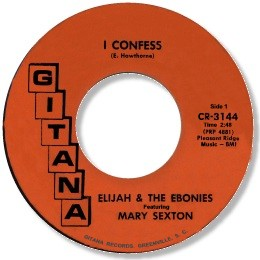 I CONFESS
(E. Hawthorne)
GITANA
Side 1
CR-3144
Time 2:48
(PRP 4881)
Pleasant Ridge
Music - BMI
ELIJAH & THE EBONIES
Featuring
MARY SEXTON
GITANA RECORDS, GREENVILLE, S. C.